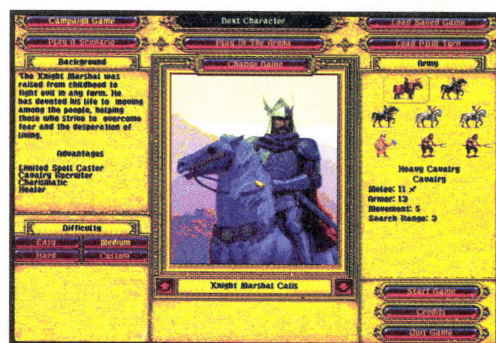 Campaign Game
Next Character
Load Saved Game
Play A Scenario
Play In The Arena
Load PBM Turn
Background
Change Name
Army
The Knight Marshal was
raised from childhood to
fight evil in any form. He
has devoted his life to moving
among the people, helping
those who strive to overcome
fear and the desperation of
living.
Advantages
Limited Spell Caster
Cavalry Recruiter
Charismatic
Healer
Heavy Cavalry
Cavalry
Melee: 11
Armor: 13
Movement: 5
Search Range: 3
Difficulty
Easy
Medium
Hard
Custom
Knight Marshal Calis
Start Game
Credits
Quit Game